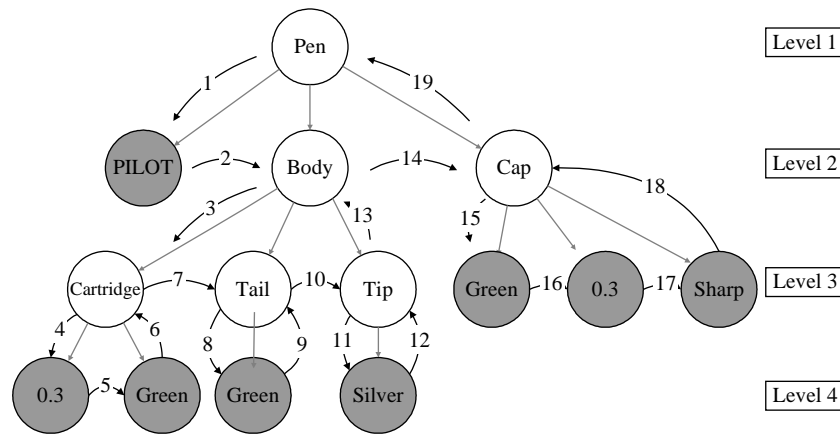 Pen
Level 1
1
19
PILOT
2
Body
14
Cap
Level 2
3
13
15
18
Cartridge
7
Tail
10
Tip
Green
16
0.3
17
Sharp
Level 3
4
6
8
9
11
12
0.3
5
Green
Green
Silver
Level 4